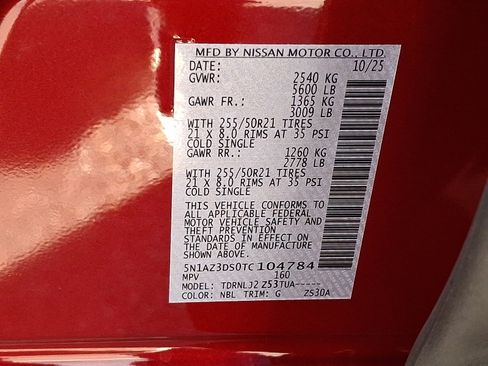 MFD BY NISSAN MOTOR CO., LTD.
DATE: 10/25
GVWR: 2540 KG
5600 LB
GAWR FR.: 1365 KG
3009 LB
WITH 255/50R21 TIRES
21 X 8.0 RIMS AT 35 PSI
COLD SINGLE
GAWR RR.: 1260 KG
2778 LB
WITH 255/50R21 TIRES
21 X 8.0 RIMS AT 35 PSI
COLD SINGLE
THIS VEHICLE CONFORMS TO
ALL APPLICABLE FEDERAL
MOTOR VEHICLE SAFETY AND
THEFT PREVENTION
STANDARDS IN EFFECT ON
THE DATE OF MANUFACTURE
SHOWN ABOVE.
5N1AZ3DS0TC104784
MPV 160
MODEL: TDRNLJ2 Z53TUA---
COLOR: NBL TRIM: G ZS30A